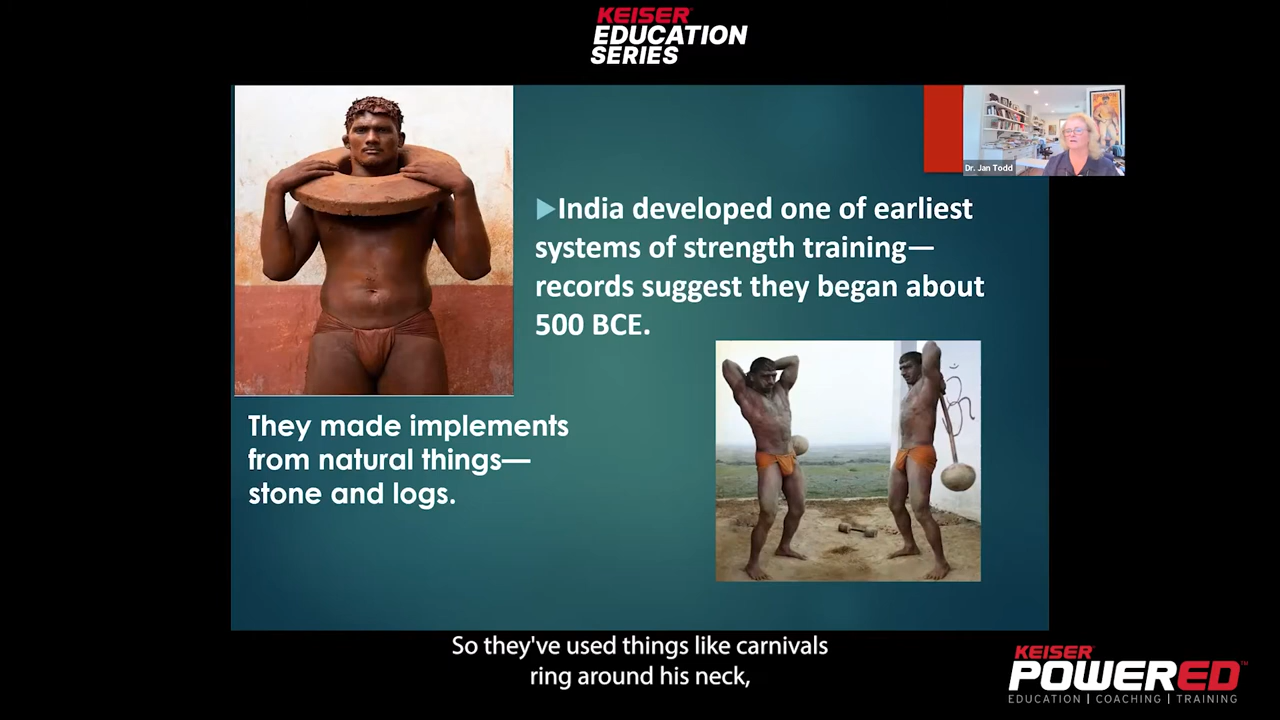 KEISER
EDUCATION
SERIES
Dr. Jan Todd
▶India developed one of earliest
systems of strength training—
records suggest they began about
500 BCE.
They made implements
from natural things—
stone and logs.
So they've used things like carnivals
ring around his neck,
KEISER
POWERED™
EDUCATION | COACHING | TRAINING